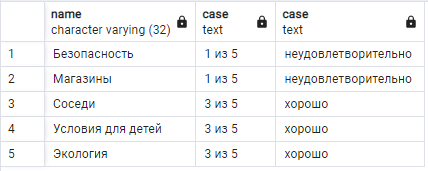 name case case
character varying (32) text text
1 Безопасность 1 из 5 неудовлетворительно
2 Магазины 1 из 5 неудовлетворительно
3 Соседи 3 из 5 хорошо
4 Условия для детей 3 из 5 хорошо
5 Экология 3 из 5 хорошо